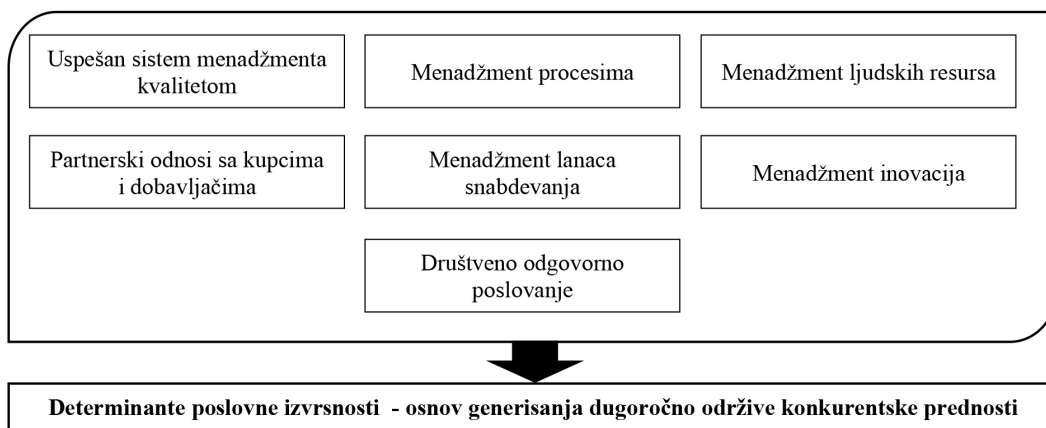 Uspešan sistem menadžmenta
kvalitetom
Menadžment procesima
Menadžment ljudskih resursa
Partnerski odnosi sa kupcima
i dobavljačima
Menadžment lanaca
snabdevanja
Menadžment inovacija
Društveno odgovorno
poslovanje
Determinante poslovne izvrsnosti - osnov generisanja dugoročno održive konkurentske prednosti